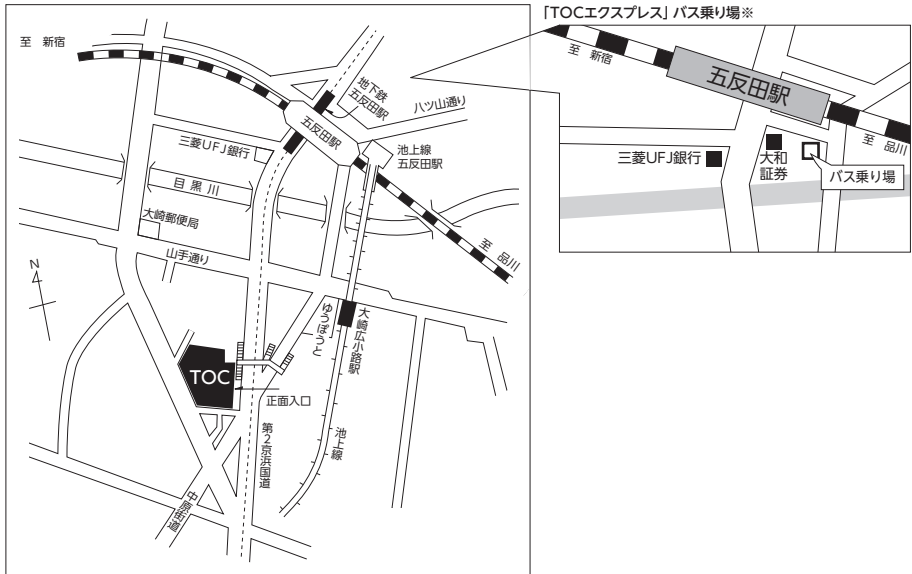 「TOCエクスプレス」バス乗り場※
至 新宿
地下鉄
五反田駅
八ツ山通り
五反田駅
三菱UFJ銀行
池上線
五反田駅
目黒川
大崎郵便局
山手通り
至 品川
N
ゆうぽうと
大崎広小路駅
TOC
正面入口
第2京浜国道
池上線
中原街道
至 新宿
五反田駅
至 品川
三菱UFJ銀行
大和
証券
バス乗り場